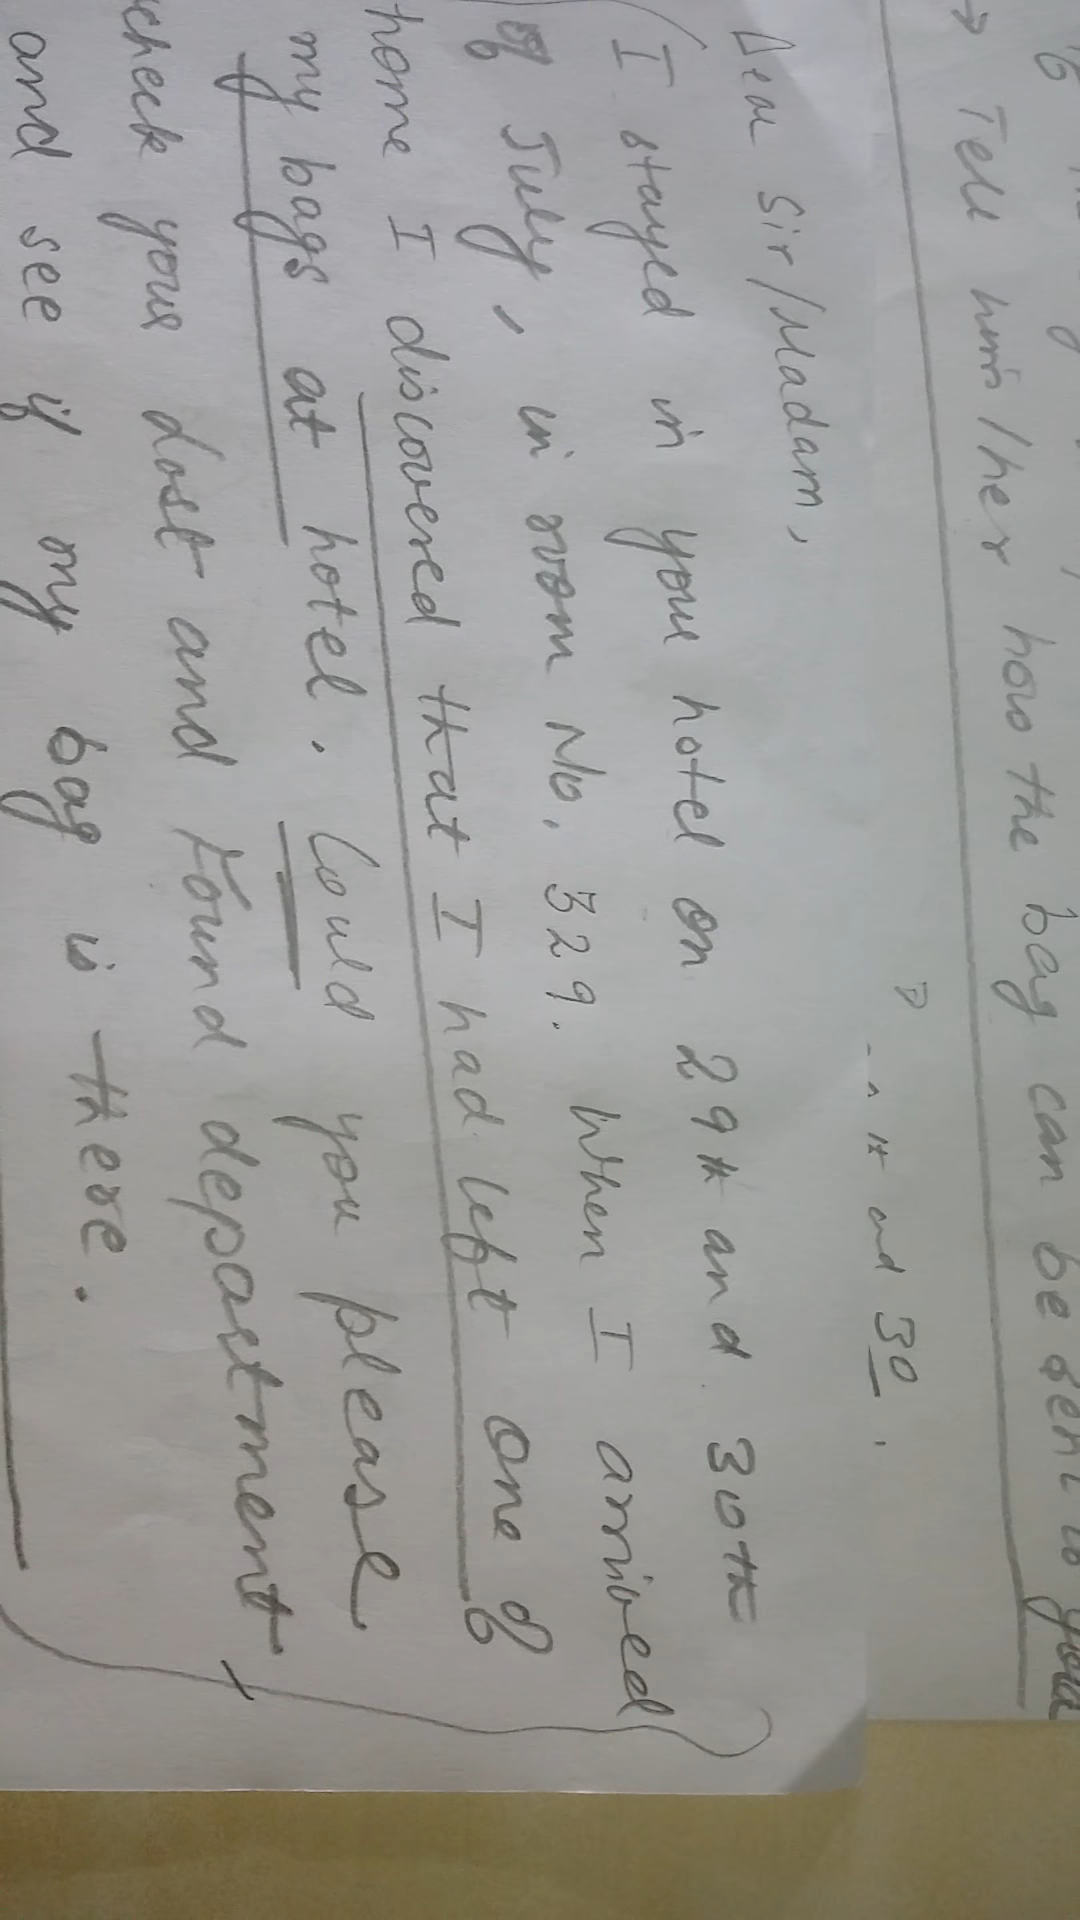 → Tell him/her how the bag can be sent to you
and 30.
Dear Sir/Madam,
I stayed in your hotel on 29th and 30th
of July, in room No. 329. When I arrived
home I discovered that I had left one of
my bags at hotel. Could you please
check your Lost and Found department
and see if my bag is there.